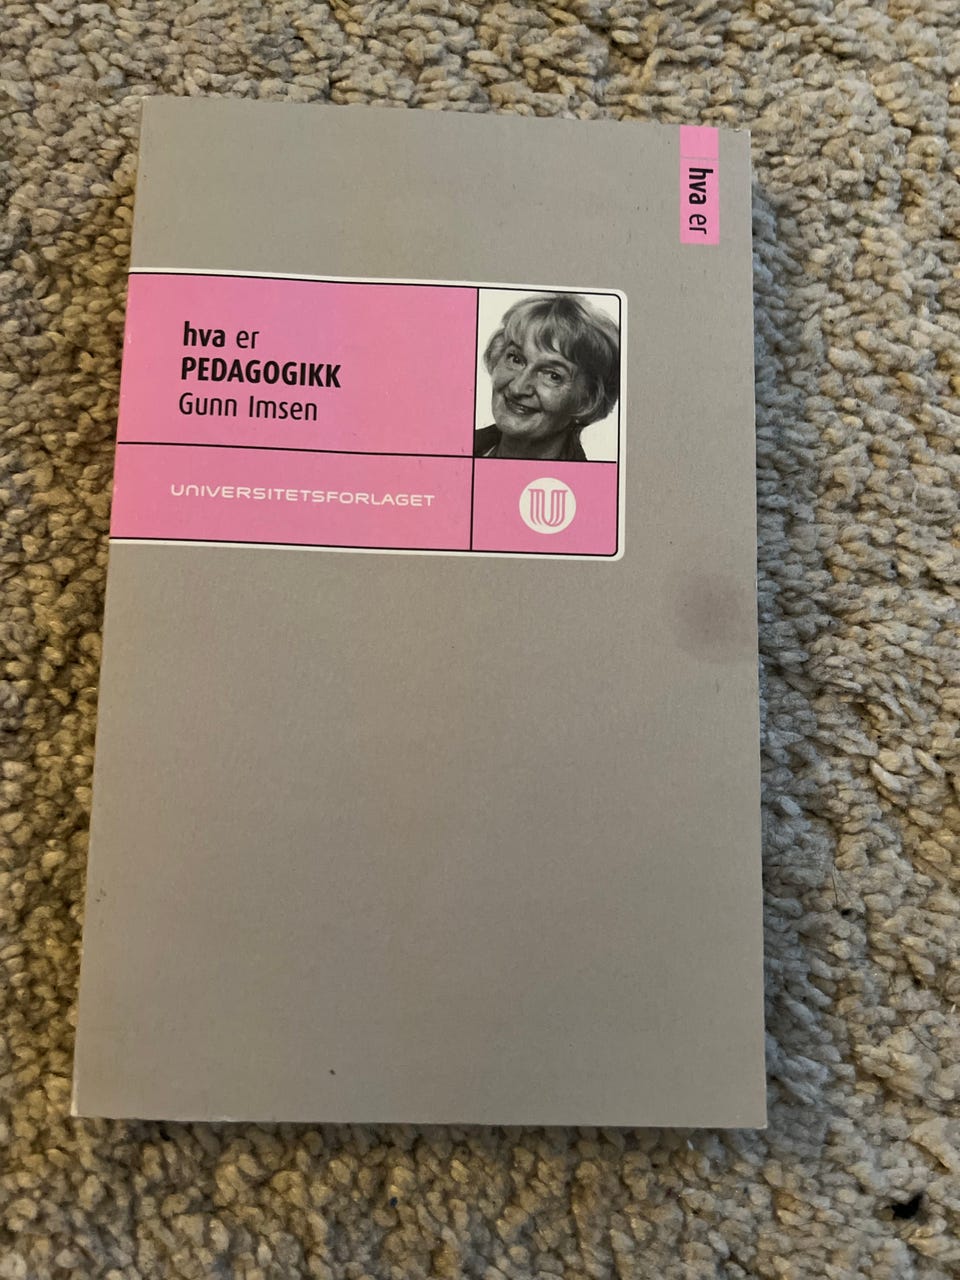 hva er
hva er
PEDAGOGIKK
Gunn Imsen
UNIVERSITETSFORLAGET
U